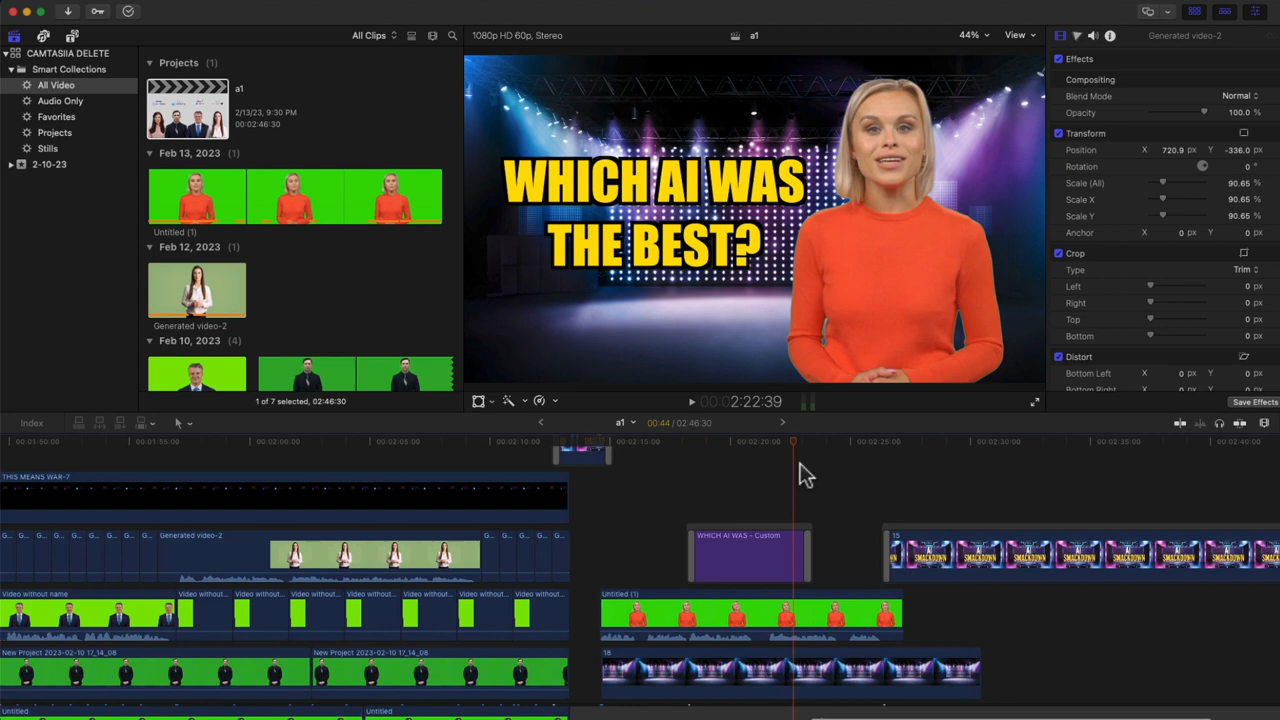 All Clips
1080p HD 60p, Stereo
a1
44%
View
Generated video-2
CAMTASIIA DELETE
Smart Collections
All Video
Audio Only
Favorites
Projects
Stills
2-10-23
Projects (1)
a1
2/13/23, 9:30 PM
00:02:46:30
Feb 13, 2023 (1)
Untitled (1)
Feb 12, 2023 (1)
Generated video-2
Feb 10, 2023 (4)
1 of 7 selected, 02:46:30
WHICH AI WAS
THE BEST?
00:00:2:22:39
Effects
Compositing
Blend Mode Normal
Opacity 100.0 %
Transform
Position X 720.9 px Y -336.0 px
Rotation 0 °
Scale (All) 90.65 %
Scale X 90.65 %
Scale Y 90.65 %
Anchor X 0 px Y 0 px
Crop
Type Trim
Left 0 px
Right 0 px
Top 0 px
Bottom 0 px
Distort
Bottom Left X 0 px Y 0 px
Bottom Right X 0 px Y 0 px
Save Effects
Index
a1 00:44 / 02:46:30
00:01:50:00 00:01:55:00 00:02:00:00 00:02:05:00 00:02:10:00 00:02:15:00 00:02:20:00 00:02:25:00 00:02:30:00 00:02:35:00 00:02:40:00
THIS MEANS WAR-7
G... G... G... G... G... G... G... G... Generated video-2 G... G... G... G... G...
WHICH AI WAS - Custom
15
AI SMACKDOWN
Video without name Video without... Video without... Video without... Video without... Video without... Video without... Video without...
Untitled (1)
New Project 2023-02-10 17_14_08 New Project 2023-02-10 17_14_08
18
Untitled Untitled